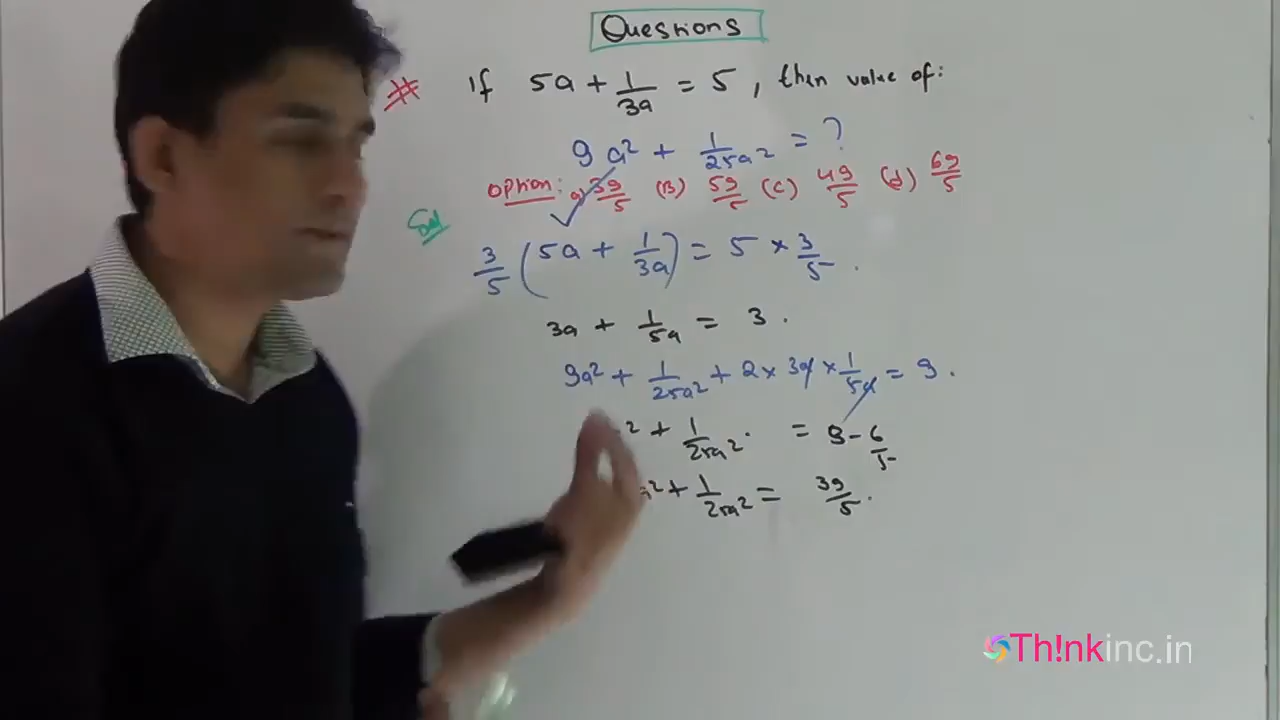 Questions
If 5a + 1/3a = 5, then value of:
9a² + 1/25a² = ?
Option: a) 39/5 (B) 59/5 (C) 49/5 (d) 69/5
Sol
3/5 (5a + 1/3a) = 5 × 3/5 .
3a + 1/5a = 3 .
9a² + 1/25a² + 2 × 3a × 1/5a = 9 .
² + 1/25a² . = 9 - 6/5
a² + 1/25a² = 39/5 .
Th!nkinc.in